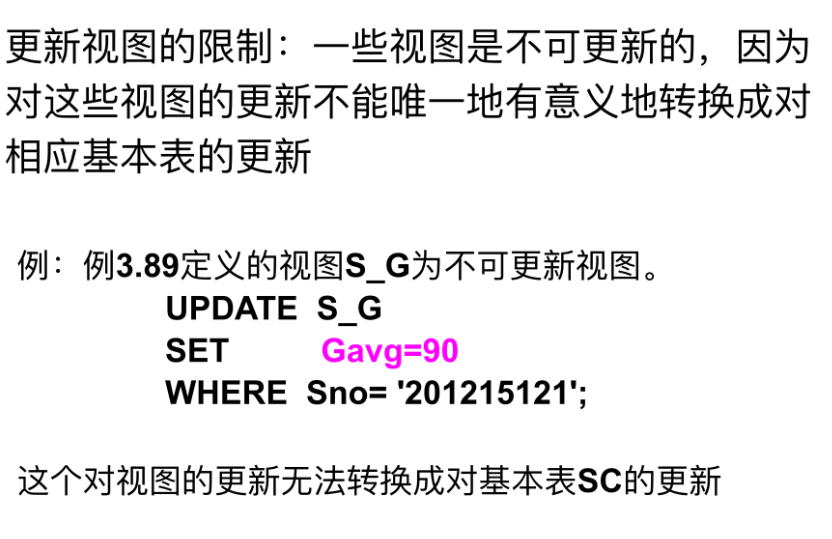 更新视图的限制：一些视图是不可更新的，因为
对这些视图的更新不能唯一地有意义地转换成对
相应基本表的更新
例：例3.89定义的视图S_G为不可更新视图。
UPDATE S_G
SET Gavg=90
WHERE Sno= '201215121';
这个对视图的更新无法转换成对基本表SC的更新